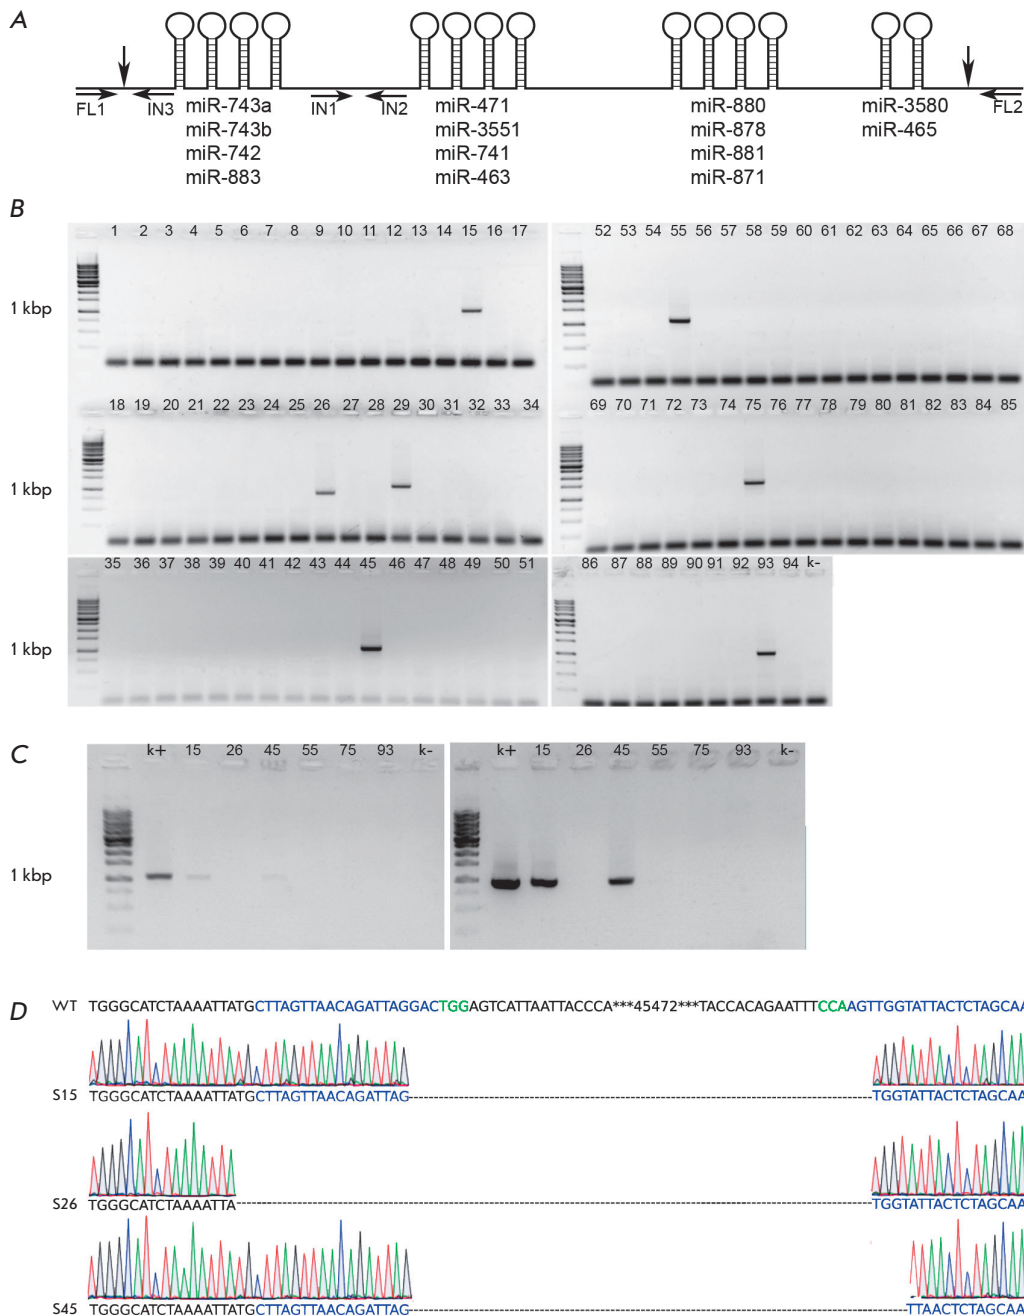 A
FL1 IN3 IN1 IN2 FL2
miR-743a miR-471 miR-880 miR-3580
miR-743b miR-3551 miR-878 miR-465
miR-742 miR-741 miR-881
miR-883 miR-463 miR-871
B
1 2 3 4 5 6 7 8 9 10 11 12 13 14 15 16 17 52 53 54 55 56 57 58 59 60 61 62 63 64 65 66 67 68
1 kbp
18 19 20 21 22 23 24 25 26 27 28 29 30 31 32 33 34 69 70 71 72 73 74 75 76 77 78 79 80 81 82 83 84 85
1 kbp
35 36 37 38 39 40 41 42 43 44 45 46 47 48 49 50 51 86 87 88 89 90 91 92 93 94 k-
1 kbp
C
k+ 15 26 45 55 75 93 k- k+ 15 26 45 55 75 93 k-
1 kbp
D
WT TGGGCATCTAAAATTATGCTTAGTTAACAGATTAGGACTGGAGTCATTAATTACCCA***45472***TACCACAGAATTTCCAAGTTGGTATTACTCTAGCAA
S15 TGGGCATCTAAAATTATGCTTAGTTAACAGATTAG TGGTATTACTCTAGCAA
S26 TGGGCATCTAAAATTA TGGTATTACTCTAGCAA
S45 TGGGCATCTAAAATTATGCTTAGTTAACAGATTAG TTAACTCTAGCAA